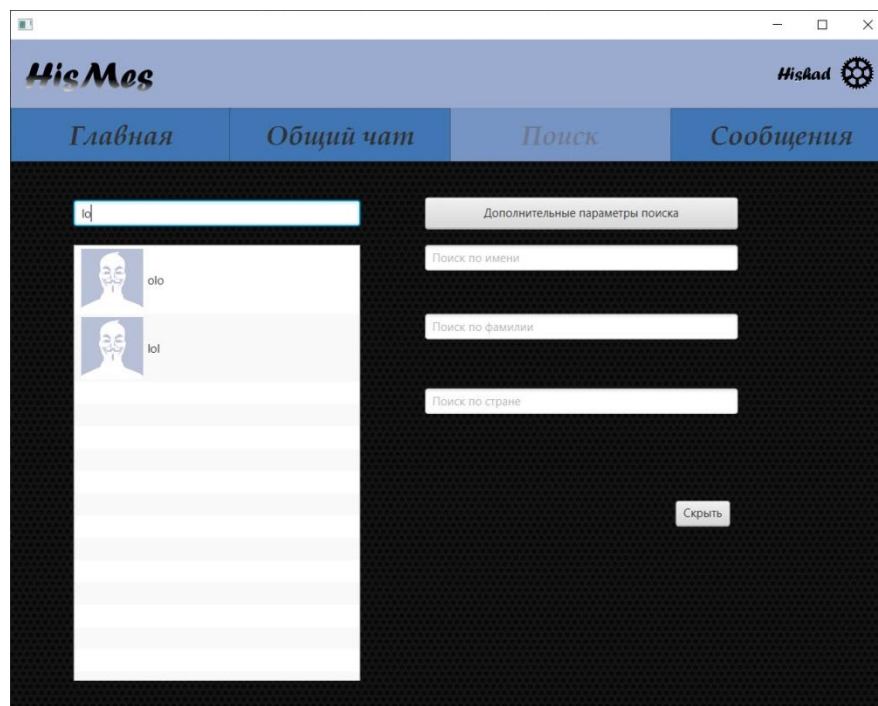 HisMes
Hishad
Главная Общий чат Поиск Сообщения
lo
Дополнительные параметры поиска
Поиск по имени
olo
Поиск по фамилии
lol
Поиск по стране
Скрыть